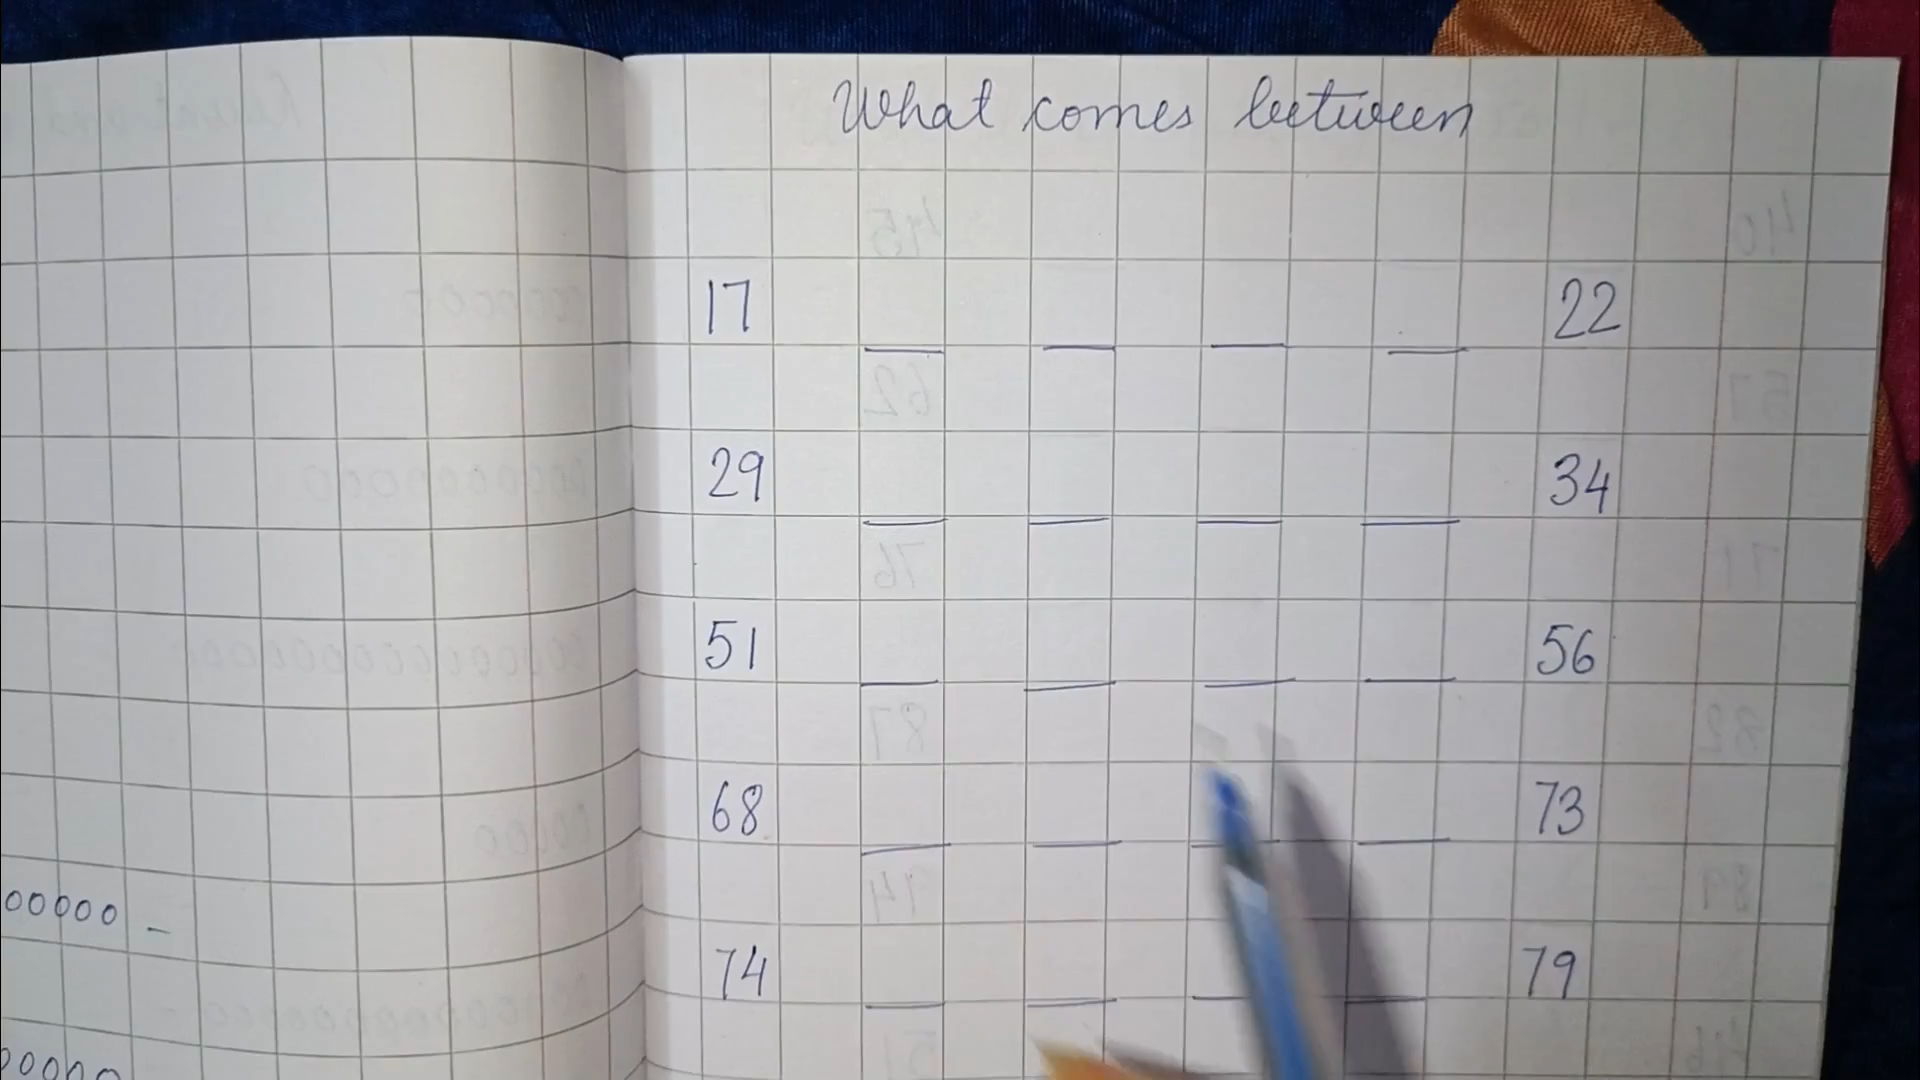 What comes between
17 __ __ __ __ 22
29 __ __ __ __ 34
51 __ __ __ __ 56
68 __ __ __ __ 73
00000 _
74 __ __ __ __ 79